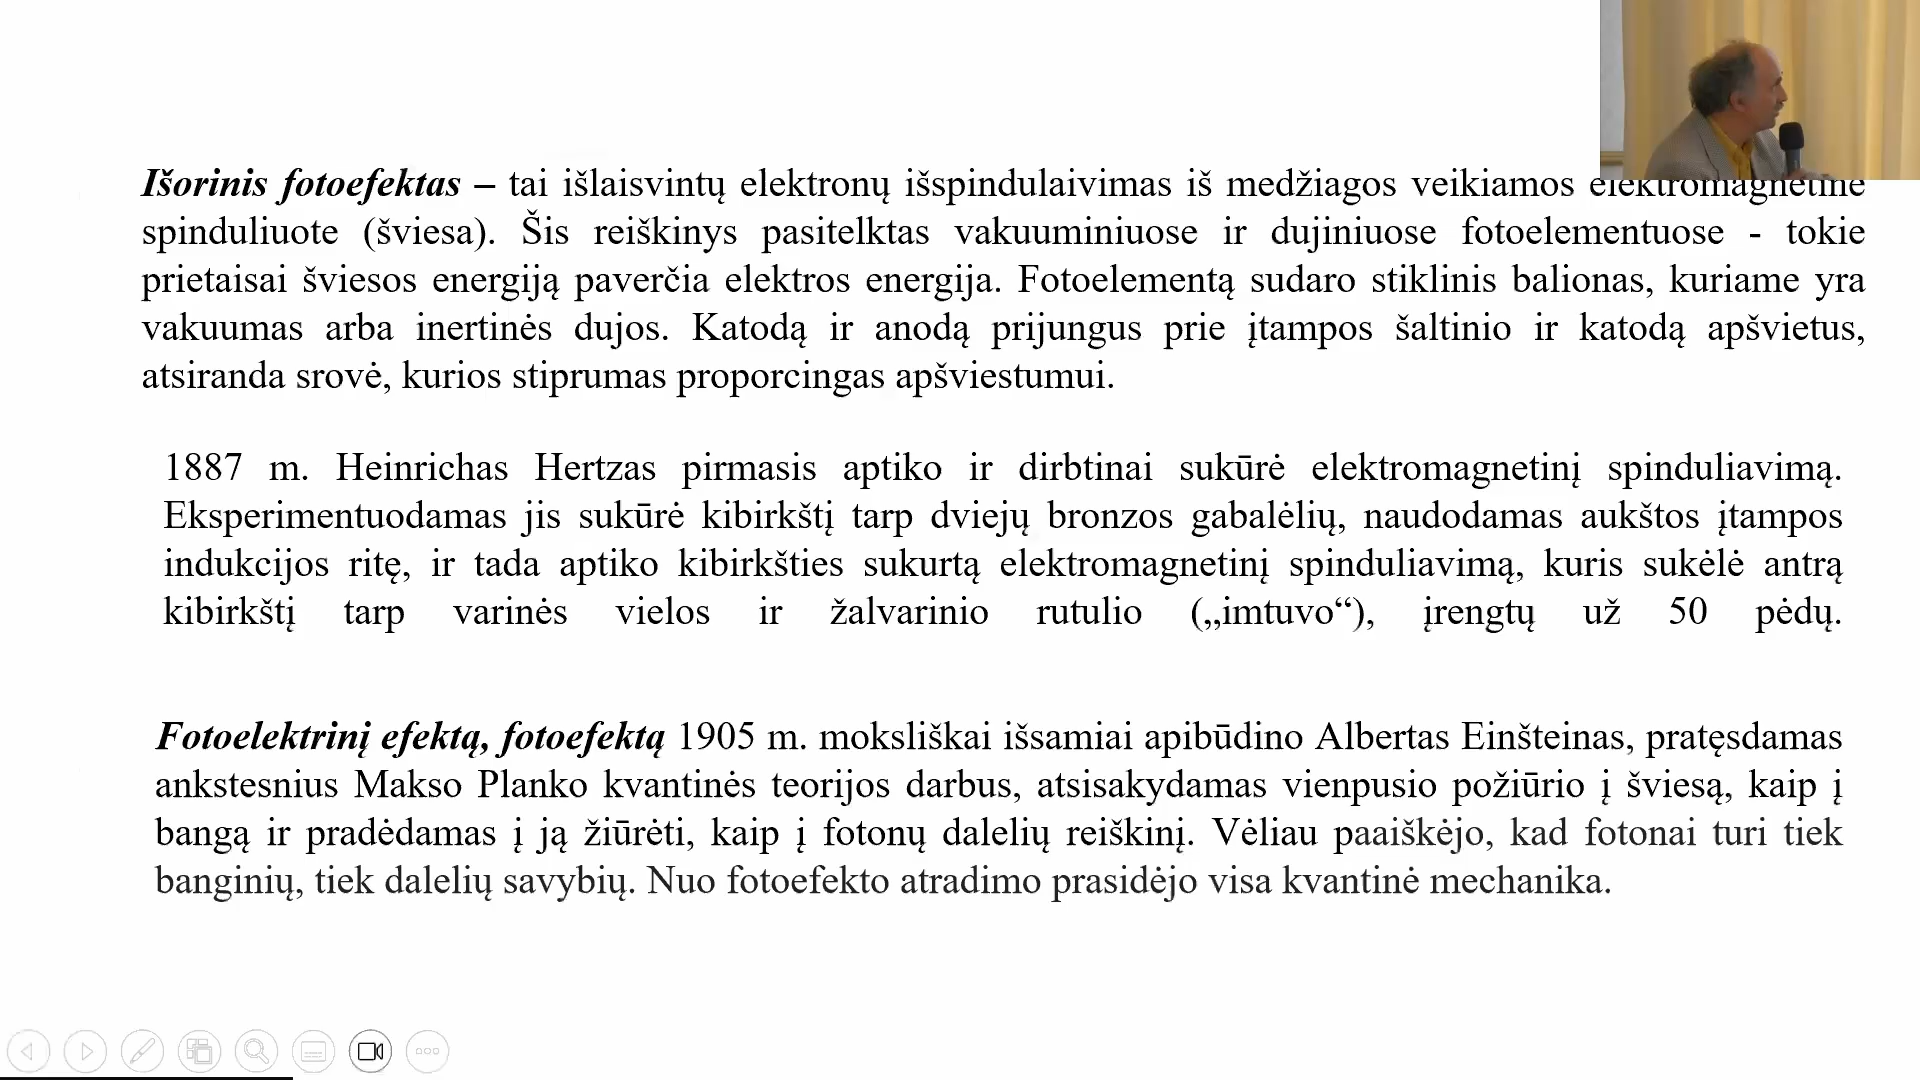 Išorinis fotoefektas – tai išlaisvintų elektronų išspindulaivimas iš medžiagos veikiamos elektromagnetine
spinduliuote (šviesa). Šis reiškinys pasitelktas vakuuminiuose ir dujiniuose fotoelementuose - tokie
prietaisai šviesos energiją paverčia elektros energija. Fotoelementą sudaro stiklinis balionas, kuriame yra
vakuumas arba inertinės dujos. Katodą ir anodą prijungus prie įtampos šaltinio ir katodą apšvietus,
atsiranda srovė, kurios stiprumas proporcingas apšviestumui.
1887 m. Heinrichas Hertzas pirmasis aptiko ir dirbtinai sukūrė elektromagnetinį spinduliavimą.
Eksperimentuodamas jis sukūrė kibirkštį tarp dviejų bronzos gabalėlių, naudodamas aukštos įtampos
indukcijos ritę, ir tada aptiko kibirkšties sukurtą elektromagnetinį spinduliavimą, kuris sukėlė antrą
kibirkštį tarp varinės vielos ir žalvarinio rutulio („imtuvo“), įrengtų už 50 pėdų.
Fotoelektrinį efektą, fotoefektą 1905 m. moksliškai išsamiai apibūdino Albertas Einšteinas, pratęsdamas
ankstesnius Makso Planko kvantinės teorijos darbus, atsisakydamas vienpusio požiūrio į šviesą, kaip į
bangą ir pradėdamas į ją žiūrėti, kaip į fotonų dalelių reiškinį. Vėliau paaiškėjo, kad fotonai turi tiek
banginių, tiek dalelių savybių. Nuo fotoefekto atradimo prasidėjo visa kvantinė mechanika.